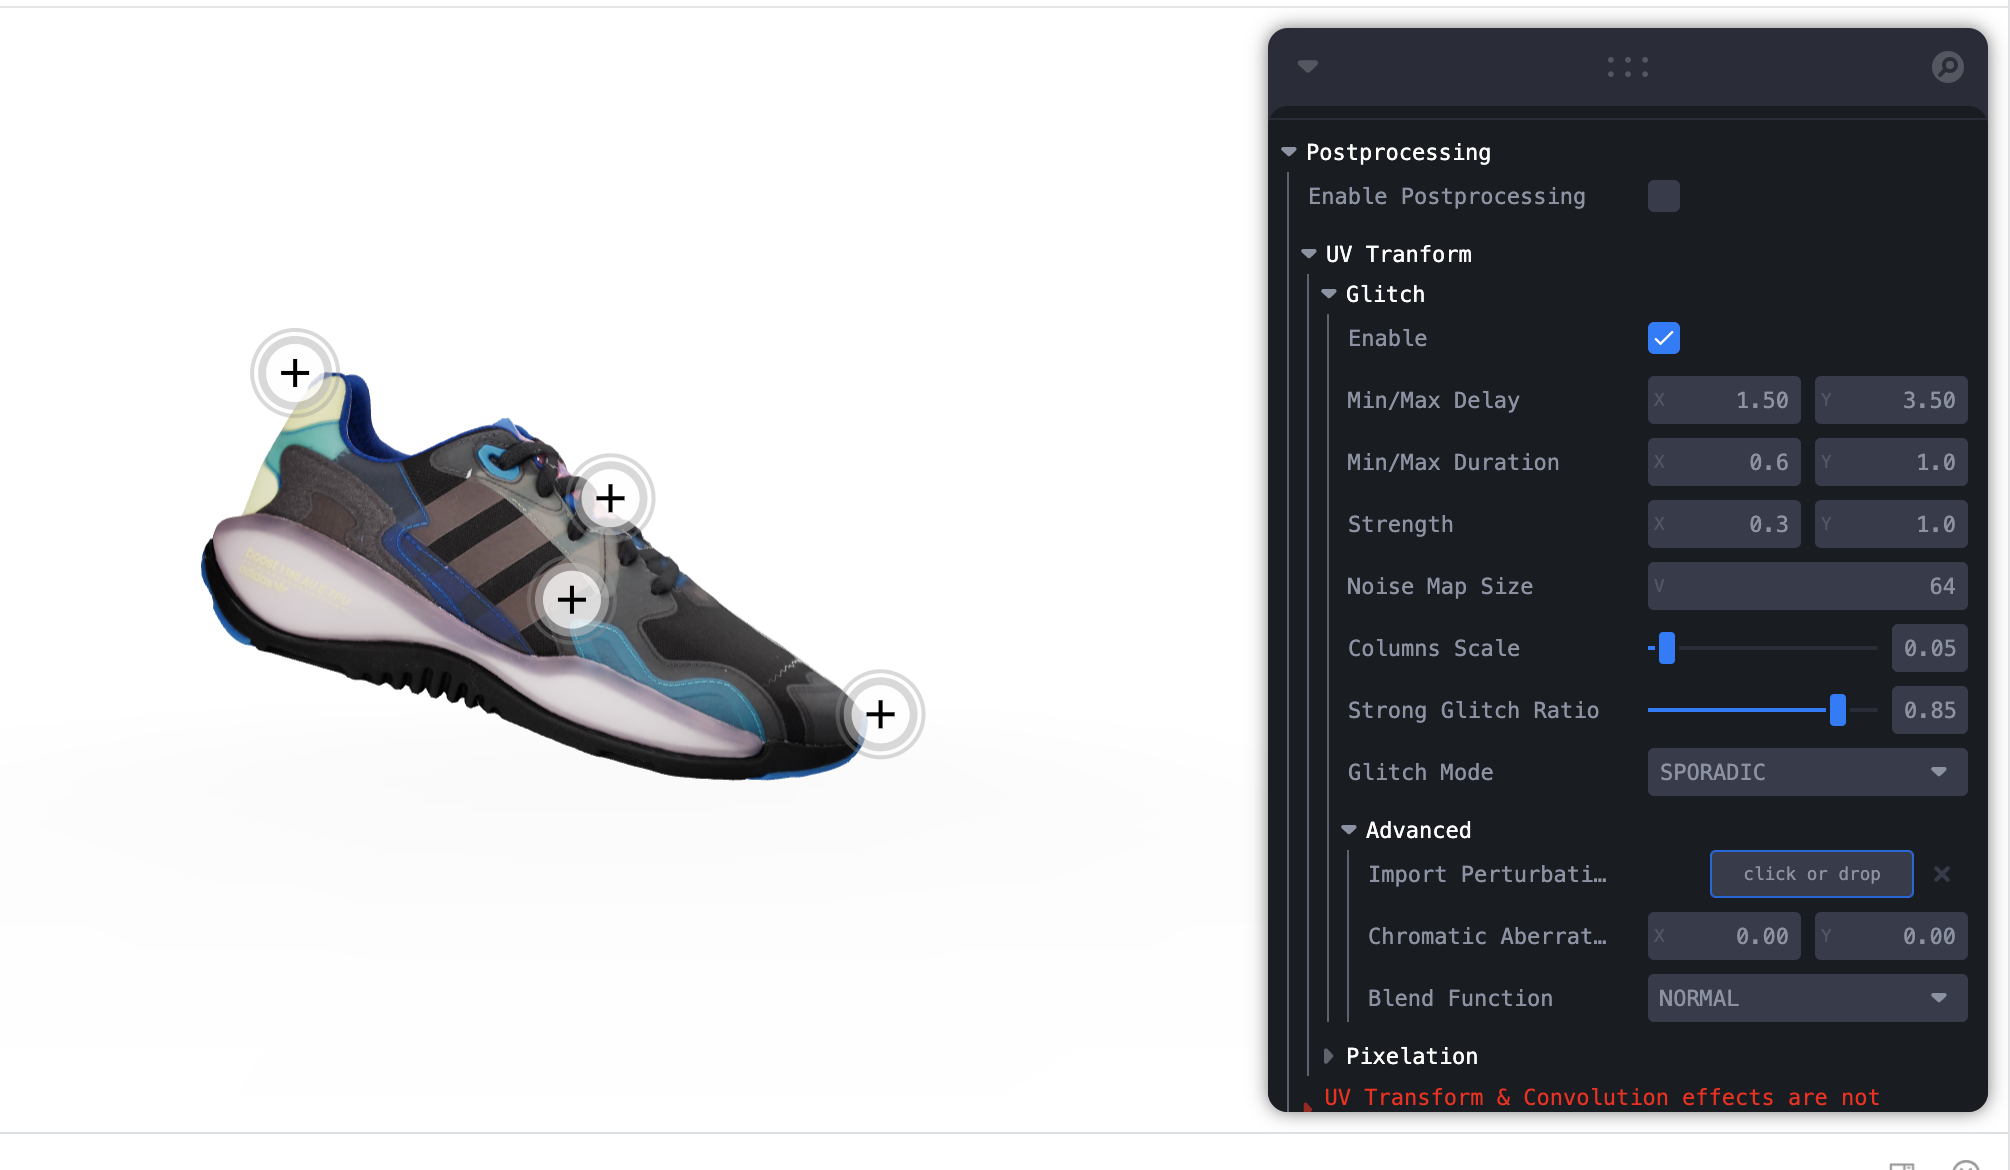 Postprocessing
Enable Postprocessing
UV Tranform
Glitch
Enable
Min/Max Delay X 1.50 Y 3.50
Min/Max Duration X 0.6 Y 1.0
Strength X 0.3 Y 1.0
Noise Map Size V 64
Columns Scale 0.05
Strong Glitch Ratio 0.85
Glitch Mode SPORADIC
Advanced
Import Perturbati… click or drop
Chromatic Aberrat… X 0.00 Y 0.00
Blend Function NORMAL
Pixelation
UV Transform & Convolution effects are not